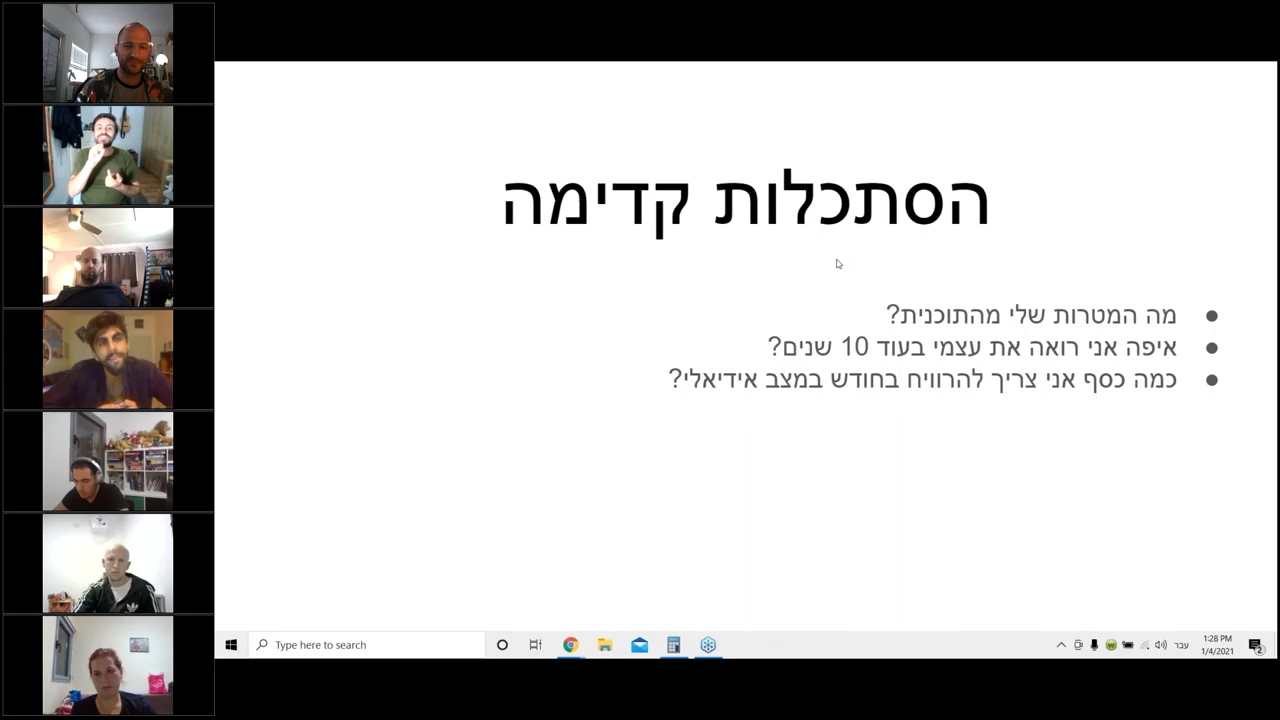 הסתכלות קדימה
מה המטרות שלי מהתוכנית?
איפה אני רואה את עצמי בעוד 10 שנים?
כמה כסף אני צריך להרוויח בחודש במצב אידיאלי?
Type here to search
עבר
1:28 PM
1/4/2021
2